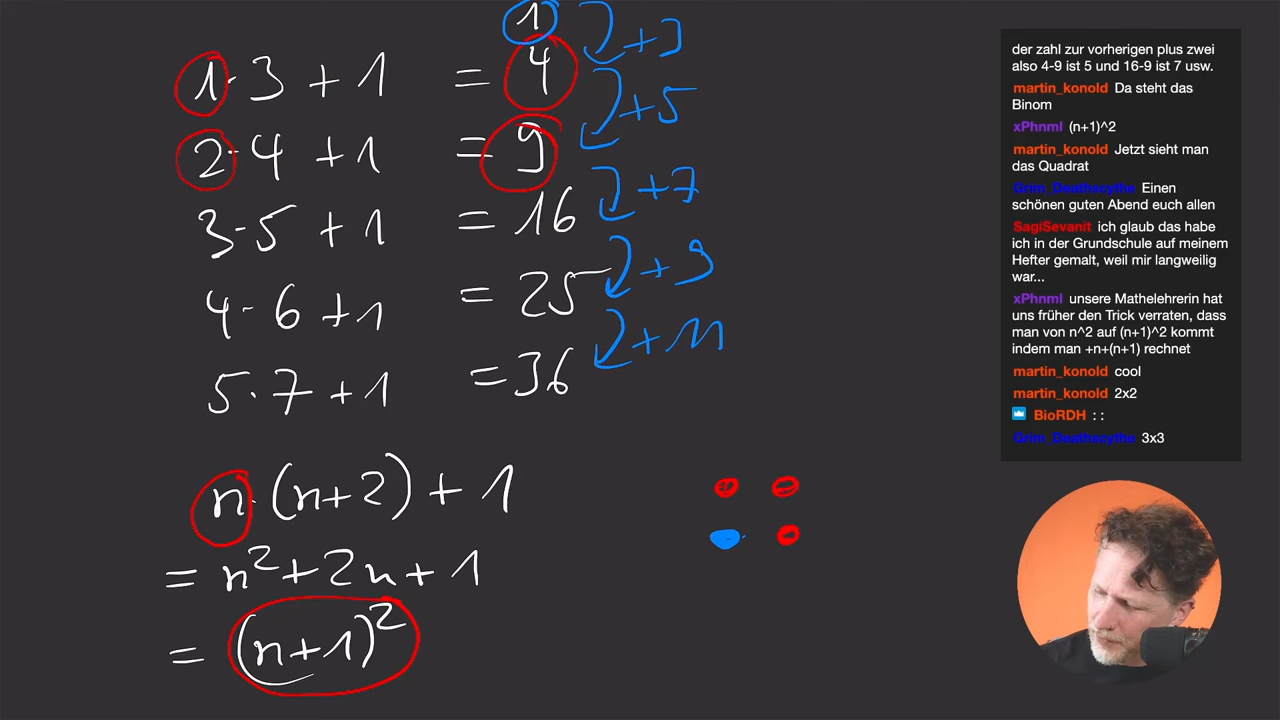 1
1·3 + 1 = 4 +3
2·4 + 1 = 9 +5
3·5 + 1 = 16 +7
4·6 + 1 = 25 +9
5·7 + 1 = 36 +11
n·(n+2) + 1
= n²+2n+1
= (n+1)²
der zahl zur vorherigen plus zwei
also 4-9 ist 5 und 16-9 ist 7 usw.
martin_konold Da steht das
Binom
xPhnml (n+1)^2
martin_konold Jetzt sieht man
das Quadrat
Grim_Deathscythe Einen
schönen guten Abend euch allen
SagiSevanit ich glaub das habe
ich in der Grundschule auf meinem
Hefter gemalt, weil mir langweilig
war...
xPhnml unsere Mathelehrerin hat
uns früher den Trick verraten, dass
man von n^2 auf (n+1)^2 kommt
indem man +n+(n+1) rechnet
martin_konold cool
martin_konold 2x2
BioRDH : :
Grim_Deathscythe 3x3